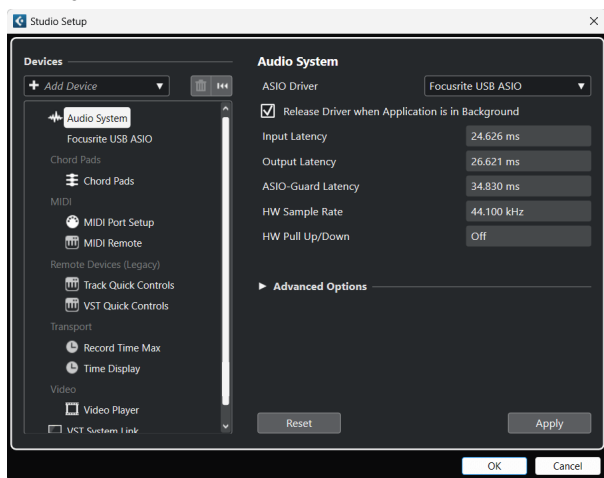 Studio Setup
Devices
Add Device
Audio System
Focusrite USB ASIO
Chord Pads
Chord Pads
MIDI
MIDI Port Setup
MIDI Remote
Remote Devices (Legacy)
Track Quick Controls
VST Quick Controls
Transport
Record Time Max
Time Display
Video
Video Player
VST System Link
Audio System
ASIO Driver Focusrite USB ASIO
Release Driver when Application is in Background
Input Latency 24.626 ms
Output Latency 26.621 ms
ASIO-Guard Latency 34.830 ms
HW Sample Rate 44.100 kHz
HW Pull Up/Down Off
Advanced Options
Reset Apply
OK Cancel